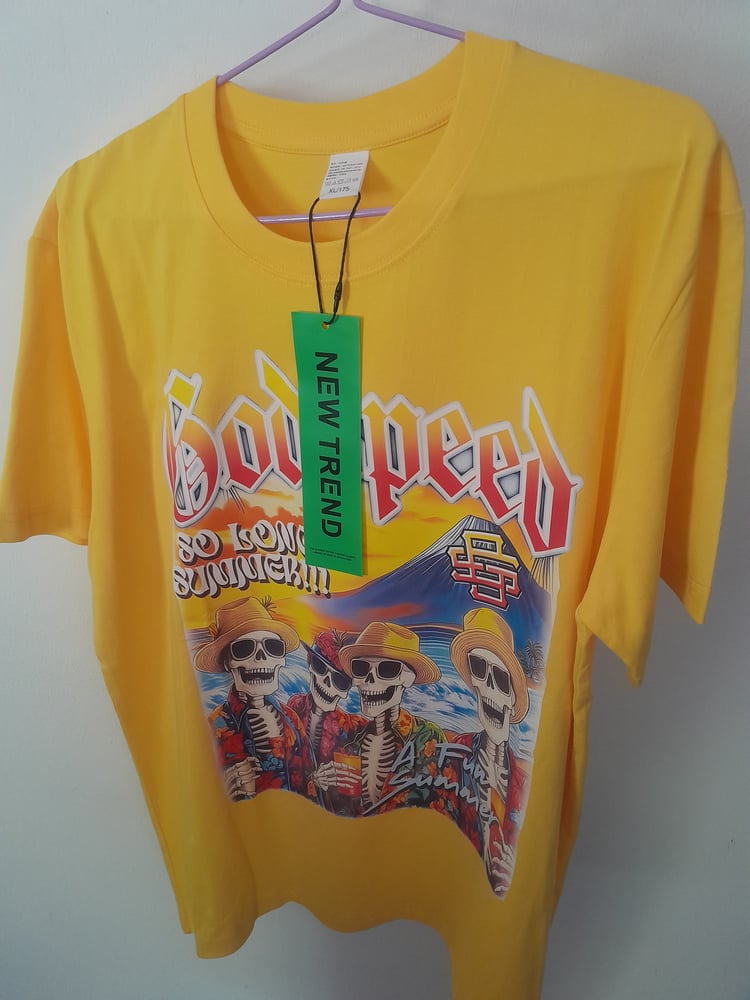 XL/175
NEW TREND
Godspeed
SO LONG
SUMMER!!!
A Fun
Summer